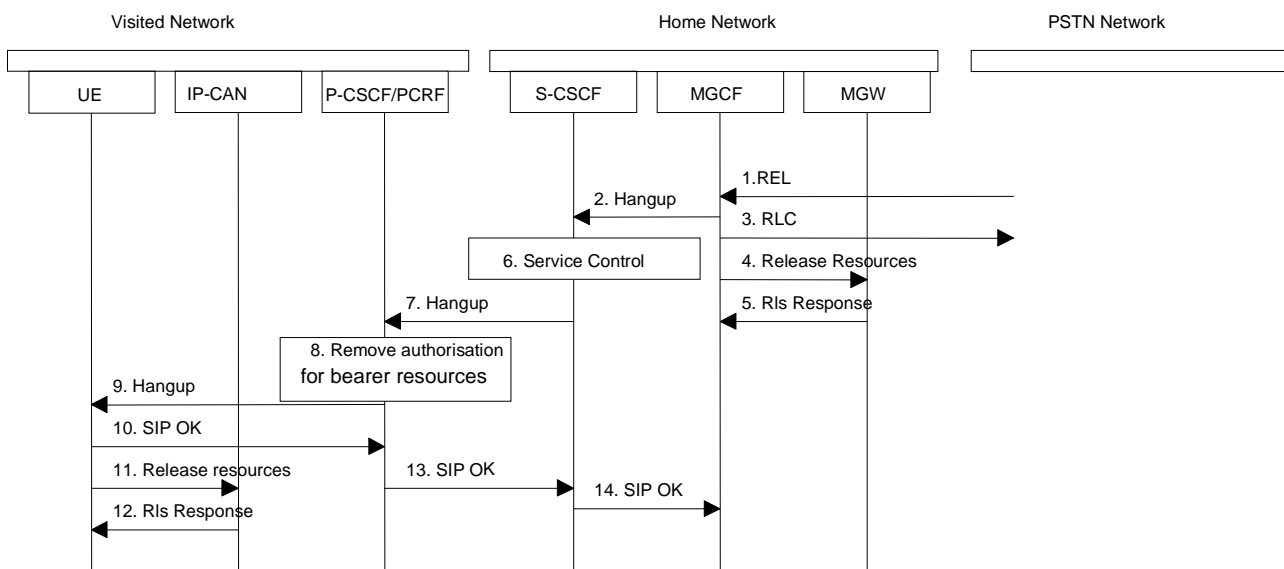 Visited Network
Home Network
PSTN Network
UE
IP-CAN
P-CSCF/PCRF
S-CSCF
MGCF
MGW
1.REL
2. Hangup
3. RLC
6. Service Control
4. Release Resources
7. Hangup
5. Rls Response
8. Remove authorisation
for bearer resources
9. Hangup
10. SIP OK
11. Release resources
13. SIP OK
14. SIP OK
12. Rls Response